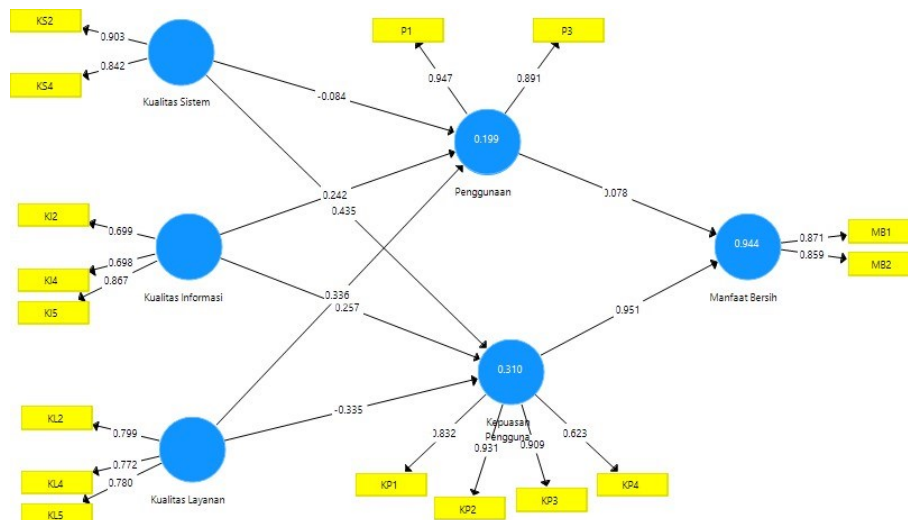 KS2
0.903
KS4
0.842
Kualitas Sistem
P1
P3
0.947
0.891
-0.084
0.199
Penggunaan
0.242
0.435
0.078
KI2
0.699
KI4
0.698
KI5
0.867
Kualitas Informasi
0.944
Manfaat Bersih
MB1
0.871
MB2
0.859
0.336
0.257
0.951
0.310
Kepuasan
Pengguna
-0.335
KL2
0.799
KL4
0.772
KL5
0.780
Kualitas Layanan
0.832
0.931
0.909
0.623
KP1
KP2
KP3
KP4